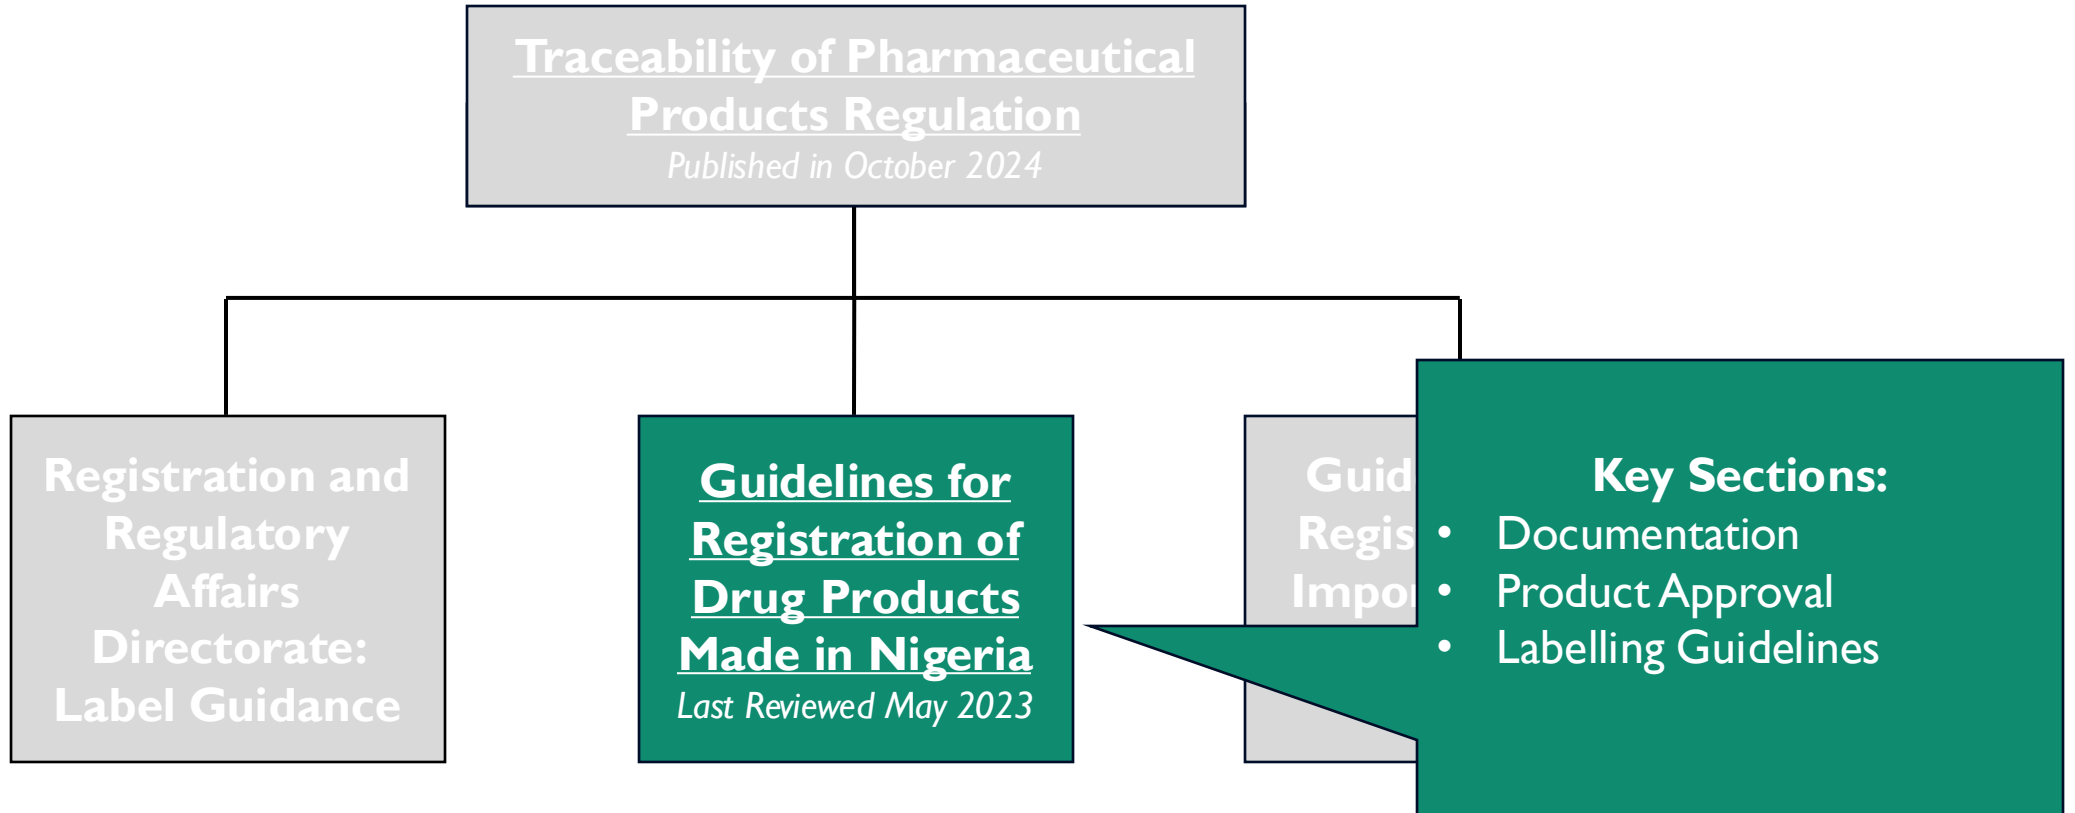 Traceability of Pharmaceutical
Products Regulation
Published in October 2024
Registration and
Regulatory
Affairs
Directorate:
Label Guidance
Guidelines for
Registration of
Drug Products
Made in Nigeria
Last Reviewed May 2023
Key Sections:
• Documentation
• Product Approval
• Labelling Guidelines